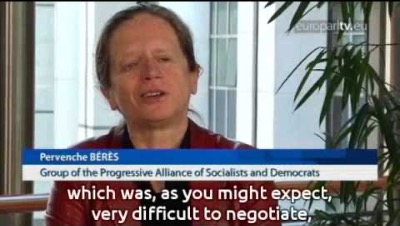 europarltv.eu
Pervenche BÉRÈS
Group of the Progressive Alliance of Socialists and Democrats
which was, as you might expect,
very difficult to negotiate,